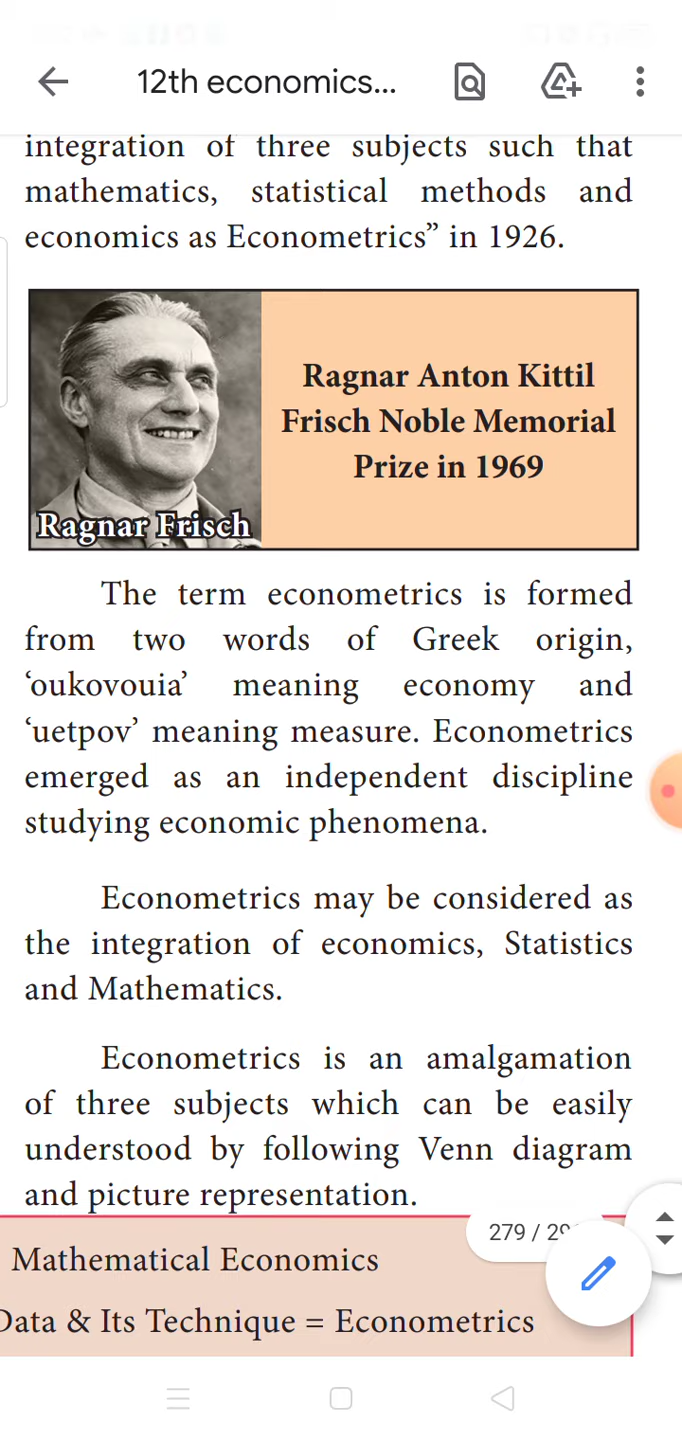 12th economics...
integration of three subjects such that
mathematics, statistical methods and
economics as Econometrics” in 1926.
Ragnar Anton Kittil
Frisch Noble Memorial
Prize in 1969
Ragnar Frisch
The term econometrics is formed
from two words of Greek origin,
‘oukovouia’ meaning economy and
‘uetpov’ meaning measure. Econometrics
emerged as an independent discipline
studying economic phenomena.
Econometrics may be considered as
the integration of economics, Statistics
and Mathematics.
Econometrics is an amalgamation
of three subjects which can be easily
understood by following Venn diagram
and picture representation.
279 /
Mathematical Economics
Data & Its Technique = Econometrics